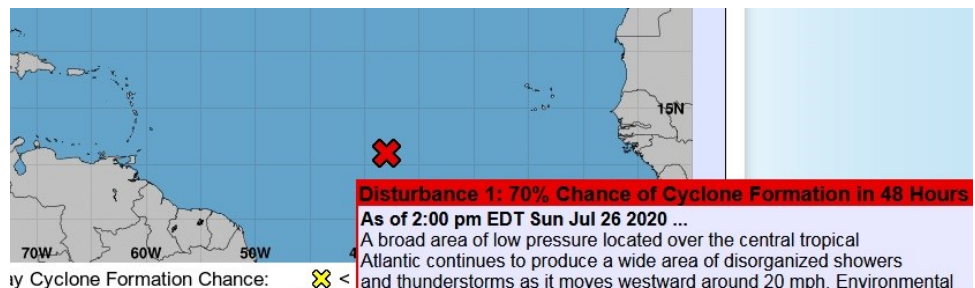 15N
Disturbance 1: 70% Chance of Cyclone Formation in 48 Hours
As of 2:00 pm EDT Sun Jul 26 2020 ...
A broad area of low pressure located over the central tropical
70W 60W 50W 4
Atlantic continues to produce a wide area of disorganized showers
ay Cyclone Formation Chance: <
and thunderstorms as it moves westward around 20 mph. Environmental